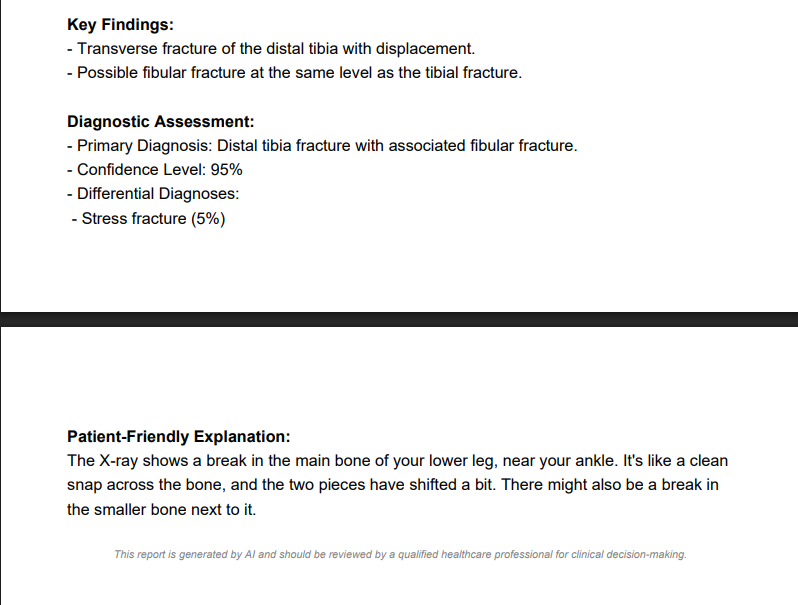 Key Findings:
- Transverse fracture of the distal tibia with displacement.
- Possible fibular fracture at the same level as the tibial fracture.
Diagnostic Assessment:
- Primary Diagnosis: Distal tibia fracture with associated fibular fracture.
- Confidence Level: 95%
- Differential Diagnoses:
- Stress fracture (5%)
Patient-Friendly Explanation:
The X-ray shows a break in the main bone of your lower leg, near your ankle. It's like a clean
snap across the bone, and the two pieces have shifted a bit. There might also be a break in
the smaller bone next to it.
This report is generated by AI and should be reviewed by a qualified healthcare professional for clinical decision-making.